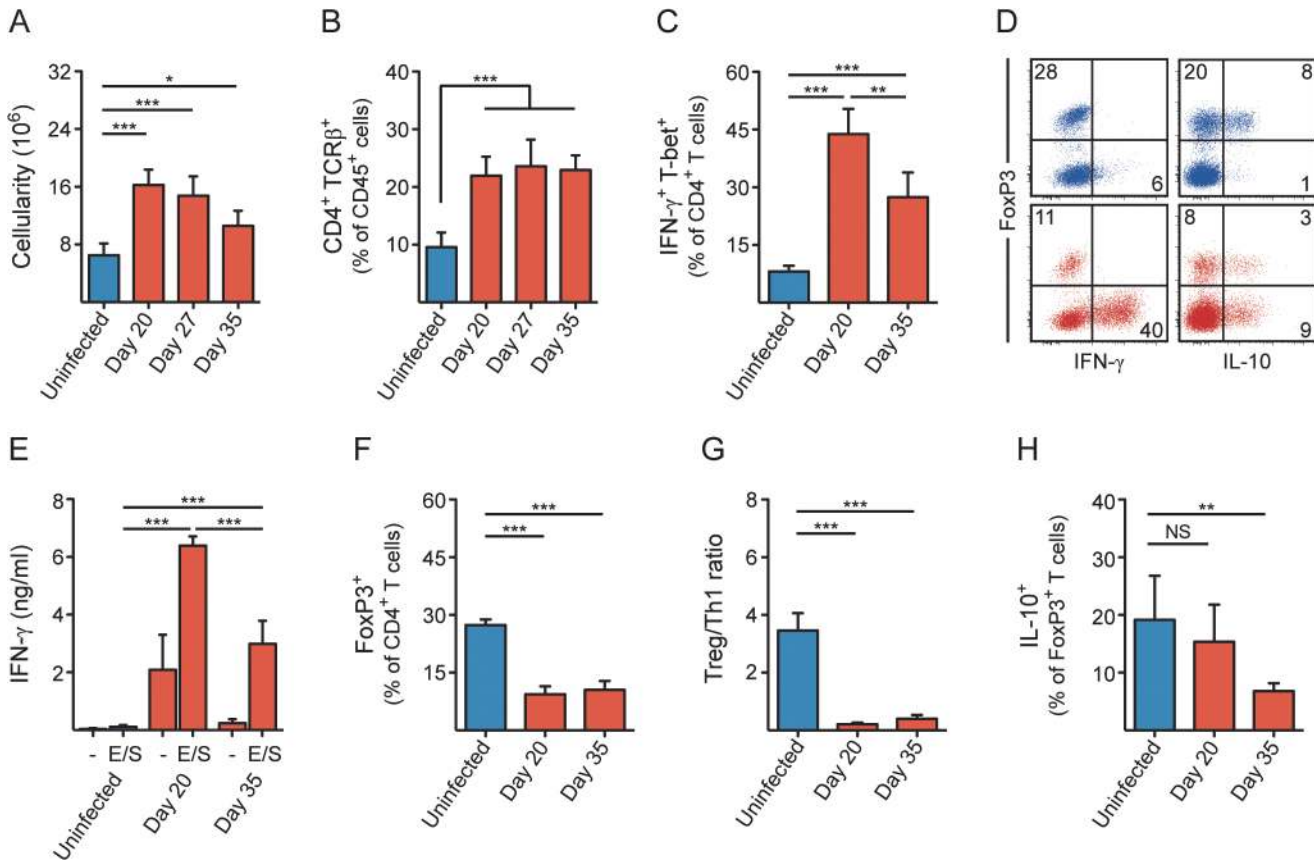 A
Cellularity (10⁶)
32
24
16
8
*
***
***
Uninfected
Day 20
Day 27
Day 35
B
CD4⁺ TCRβ⁺
(% of CD45⁺ cells)
40
30
20
10
***
Uninfected
Day 20
Day 27
Day 35
C
IFN-γ⁺ T-bet⁺
(% of CD4⁺ T cells)
60
45
30
15
***
***
**
Uninfected
Day 20
Day 35
D
FoxP3
28
6
20
8
1
11
40
8
3
9
IFN-γ
IL-10
E
IFN-γ (ng/ml)
8
6
4
2
***
***
***
- E/S - E/S - E/S
Uninfected
Day 20
Day 35
F
FoxP3⁺
(% of CD4⁺ T cells)
60
45
30
15
***
***
Uninfected
Day 20
Day 35
G
Treg/Th1 ratio
8
6
4
2
***
***
Uninfected
Day 20
Day 35
H
IL-10⁺
(% of FoxP3⁺ T cells)
40
30
20
10
**
NS
Uninfected
Day 20
Day 35